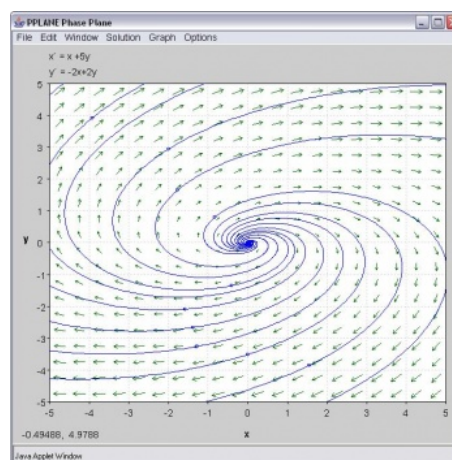 PPLANE Phase Plane
File Edit Window Solution Graph Options
x' = x +5y
y' = -2x+2y
5
4
3
2
1
0
-1
-2
-3
-4
-5
y
-5 -4 -3 -2 -1 0 1 2 3 4 5
-0.49488, 4.9788
x
Java Applet Window